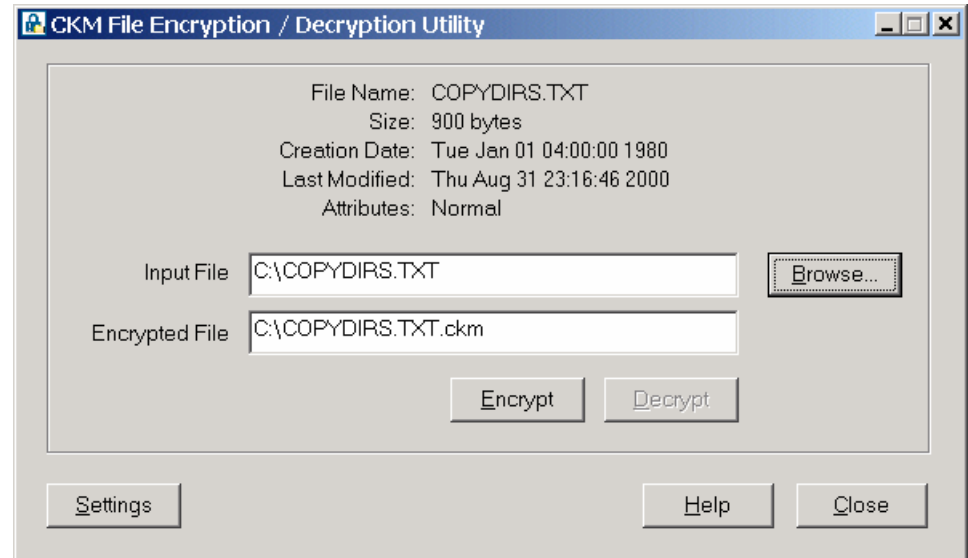 CKM File Encryption / Decryption Utility
File Name: COPYDIRS.TXT
Size: 900 bytes
Creation Date: Tue Jan 01 04:00:00 1980
Last Modified: Thu Aug 31 23:16:46 2000
Attributes: Normal
Input File C:\COPYDIRS.TXT Browse...
Encrypted File C:\COPYDIRS.TXT.ckm
Encrypt Decrypt
Settings Help Close